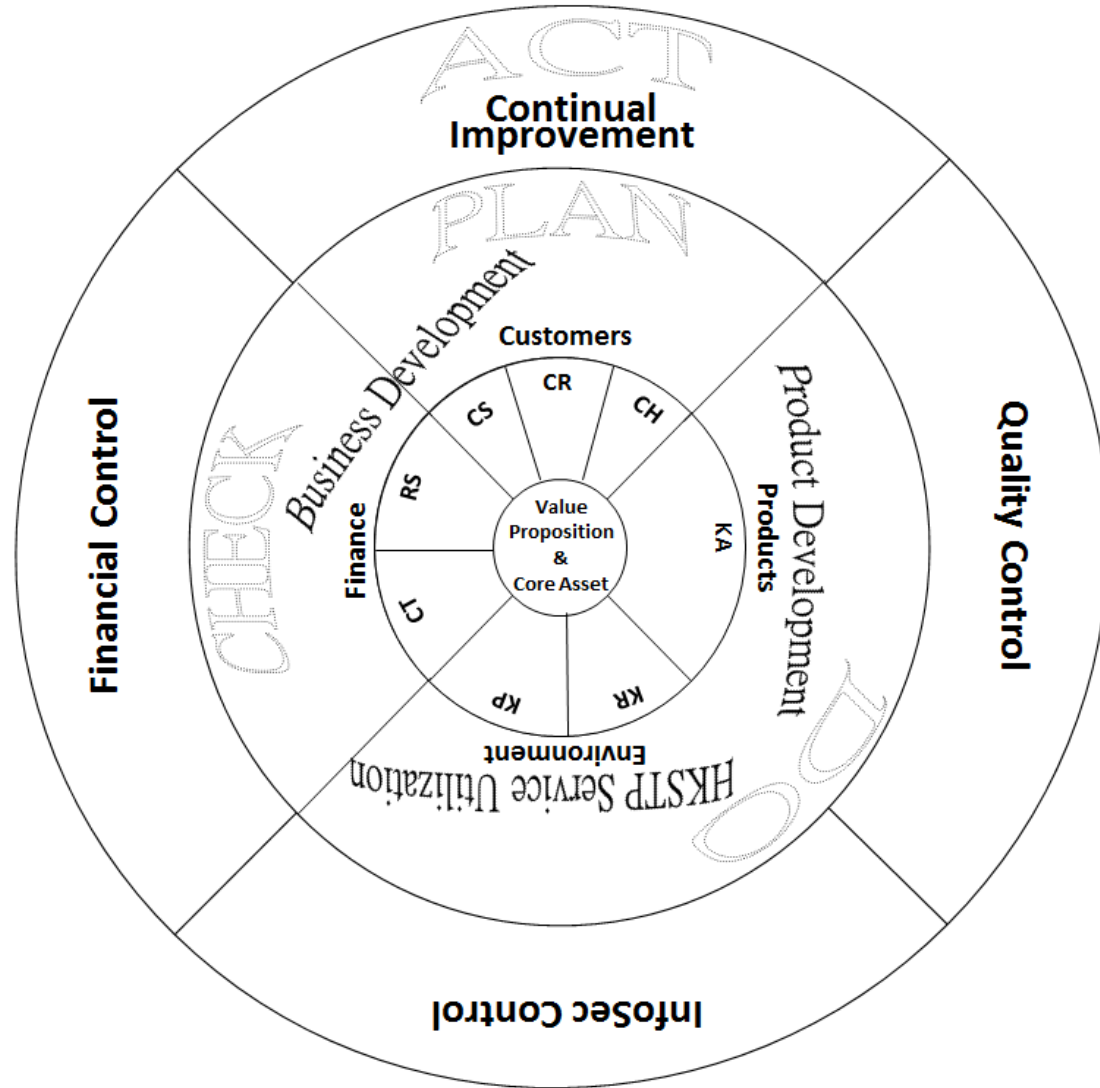 ACT
Continual
Improvement
PLAN
Business Development
Customers
CS
CR
CH
Product Development
Products
KA
Quality Control
Financial Control
CHECK
Finance
RS
CT
Value
Proposition
&
Core Asset
KP
KR
Environment
HKSTP Service Utilization
DO
InfoSec Control